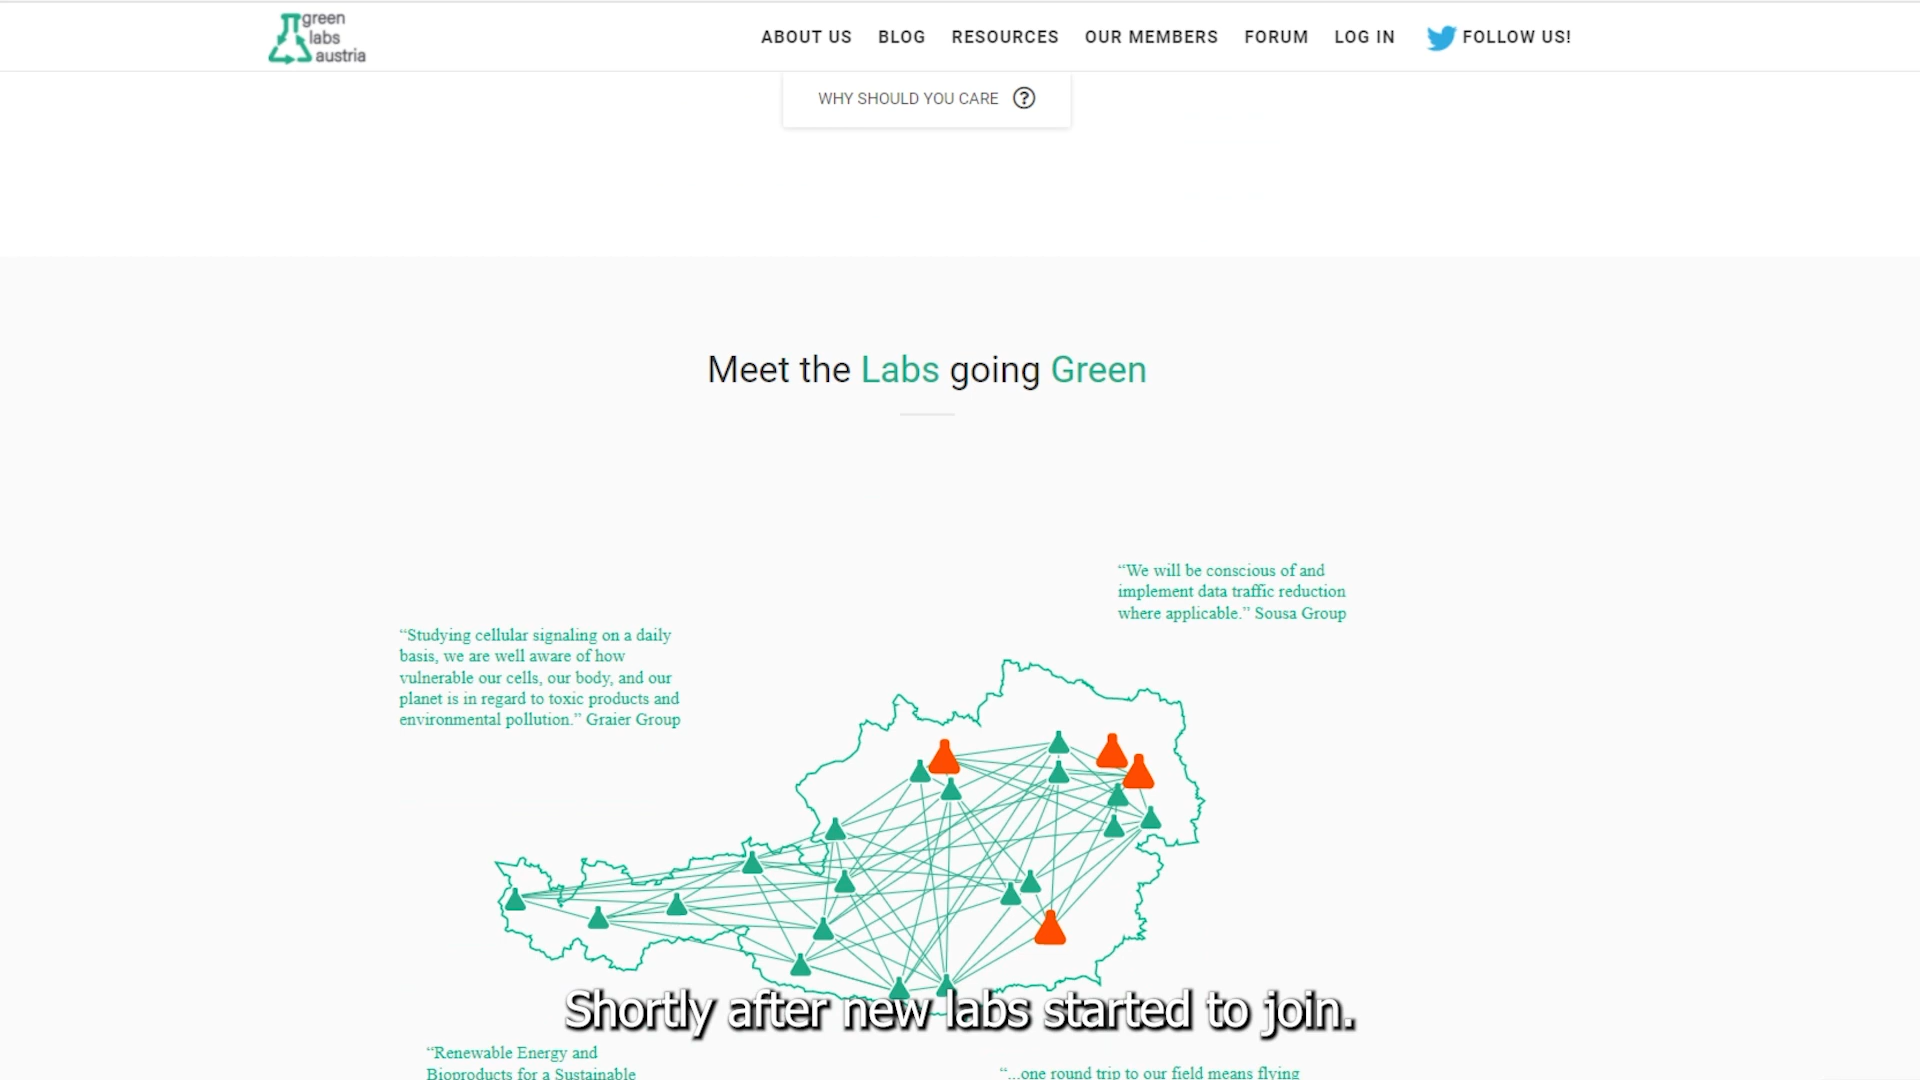 green
labs
austria
ABOUT US BLOG RESOURCES OUR MEMBERS FORUM LOG IN FOLLOW US!
WHY SHOULD YOU CARE ?
Meet the Labs going Green
“We will be conscious of and
implement data traffic reduction
where applicable.” Sousa Group
“Studying cellular signaling on a daily
basis, we are well aware of how
vulnerable our cells, our body, and our
planet is in regard to toxic products and
environmental pollution.” Graier Group
Shortly after new labs started to join.
“Renewable Energy and
Bioproducts for a Sustainable
“...one round trip to our field means flying